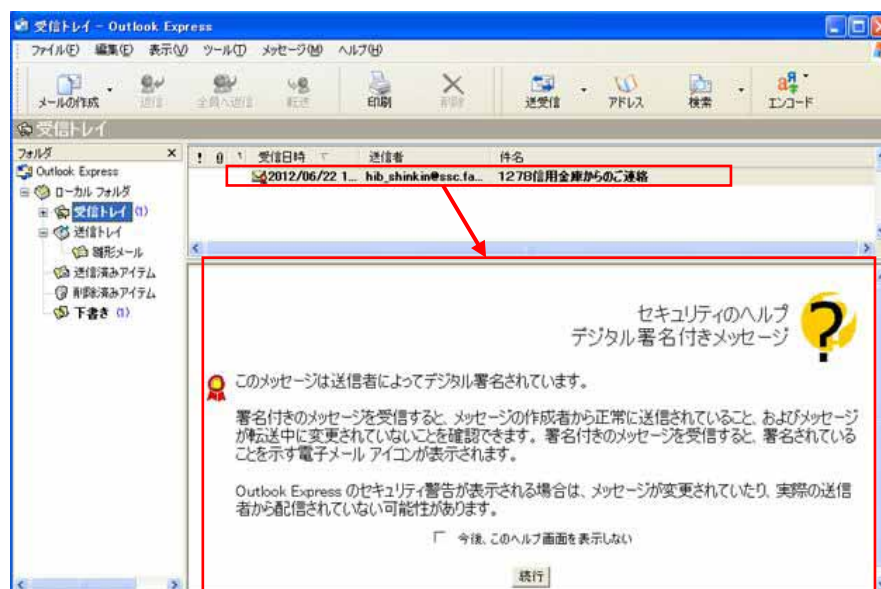 受信トレイ - Outlook Express
ファイル(F) 編集(E) 表示(V) ツール(T) メッセージ(M) ヘルプ(H)
メールの作成 返信 全員へ返信 転送 印刷 削除 送受信 アドレス 検索 エンコード
受信トレイ
フォルダ ×
Outlook Express
ローカル フォルダ
受信トレイ (1)
送信トレイ
雛形メール
送信済みアイテム
削除済みアイテム
下書き (1)
! 受信日時 送信者 件名
2012/06/22 1... hib_shinkin@ssc.fa... 1278信用金庫からのご連絡
セキュリティのヘルプ
デジタル署名付きメッセージ
このメッセージは送信者によってデジタル署名されています。
署名付きのメッセージを受信すると、メッセージの作成者から正常に送信されていること、およびメッセージ
が転送中に変更されていないことを確認できます。署名付きのメッセージを受信すると、署名されている
ことを示す電子メール アイコンが表示されます。
Outlook Express のセキュリティ警告が表示される場合は、メッセージが変更されていたり、実際の送信
者から配信されていない可能性があります。
今後、このヘルプ画面を表示しない
続行